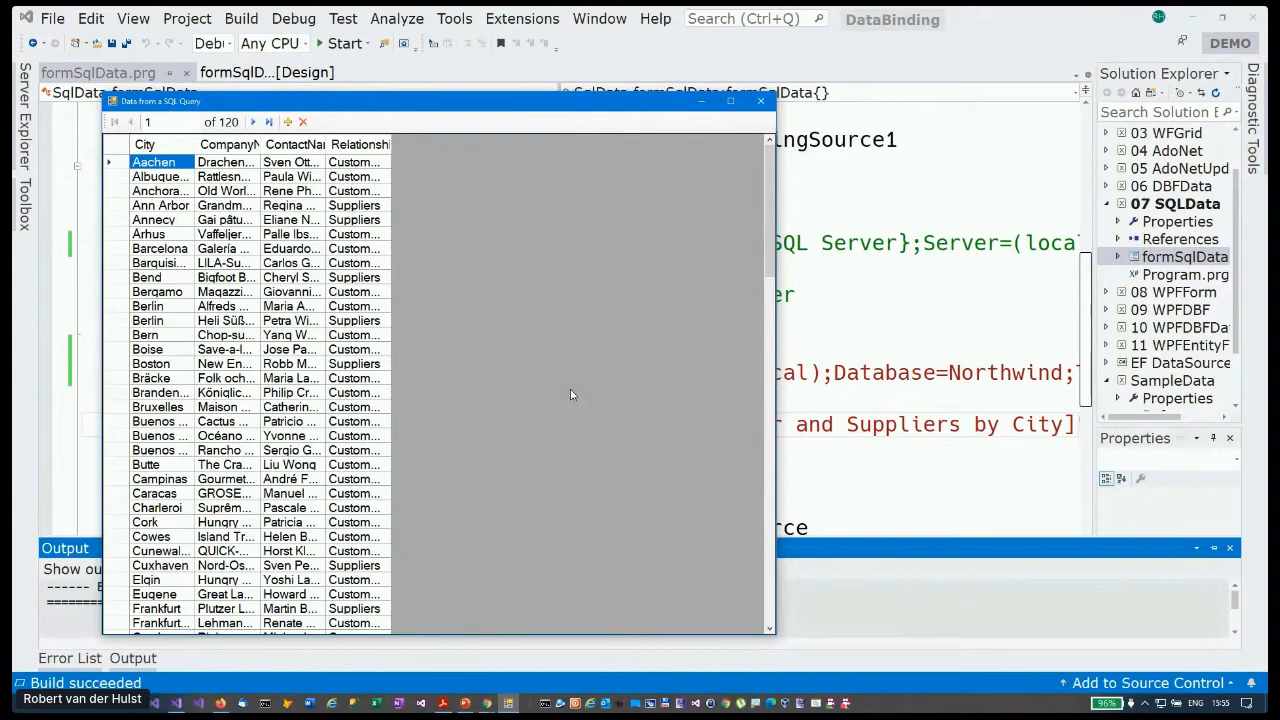 File Edit View Project Build Debug Test Analyze Tools Extensions Window Help Search (Ctrl+Q) DataBinding RH
Any CPU Start DEMO
formSqlData.prg formSqlD...[Design] Solution Explorer
SqlData.formSqlData SqlData.formSqlData:formSqlData{}
Server Explorer
Toolbox
Diagnostic Tools
Data from a SQL Query
1 of 120
City CompanyN ContactNar Relationshi
Aachen Drachen... Sven Ott... Custom...
Albuque... Rattlesn... Paula Wi... Custom...
Anchora... Old Worl... Rene Ph... Custom...
Ann Arbor Grandm... Regina ... Suppliers
Annecy Gai pâtu... Eliane N... Suppliers
Århus Vaffeljer... Palle Ibs... Custom...
Barcelona Galería ... Eduardo... Custom...
Barquisi... LILA-Su... Carlos G... Custom...
Bend Bigfoot B... Cheryl S... Suppliers
Bergamo Magazzi... Giovanni... Custom...
Berlin Alfreds ... Maria A... Custom...
Berlin Heli Süß... Petra Wi... Suppliers
Bern Chop-su... Yang W... Custom...
Boise Save-a-l... Jose Pa... Custom...
Boston New En... Robb M... Suppliers
Bräcke Folk och... Maria La... Custom...
Branden... Königlic... Philip Cr... Custom...
Bruxelles Maison ... Catherin... Custom...
Buenos ... Cactus ... Patricio ... Custom...
Buenos ... Océano ... Yvonne ... Custom...
Buenos ... Rancho ... Sergio G... Custom...
Butte The Cra... Liu Wong Custom...
Campinas Gourmet... André F... Custom...
Caracas GROSE... Manuel ... Custom...
Charleroi Suprêm... Pascale ... Custom...
Cork Hungry ... Patricia ... Custom...
Cowes Island Tr... Helen B... Custom...
Cunewal... QUICK-... Horst Kl... Custom...
Cuxhaven Nord-Os... Sven Pe... Suppliers
Elgin Hungry ... Yoshi La... Custom...
Eugene Great La... Howard ... Custom...
Frankfurt Plutzer L... Martin B... Suppliers
Frankfurt... Lehman... Renate ... Custom...
ngSource1
SQL Server};Server=(loca
er
cal);Database=Northwind;
r and Suppliers by City]
rce
Search Solution E
03 WFGrid
04 AdoNet
05 AdoNetUpd
06 DBFData
07 SQLData
Properties
References
formSqlData
Program.prg
08 WPFForm
09 WPFDBF
10 WPFDBFDa
11 WPFEntityF
EF DataSource
SampleData
Properties
Properties
Output
Show ou
------
Error List Output
Build succeeded Add to Source Control
Robert van der Hulst
96% ENG 15:55